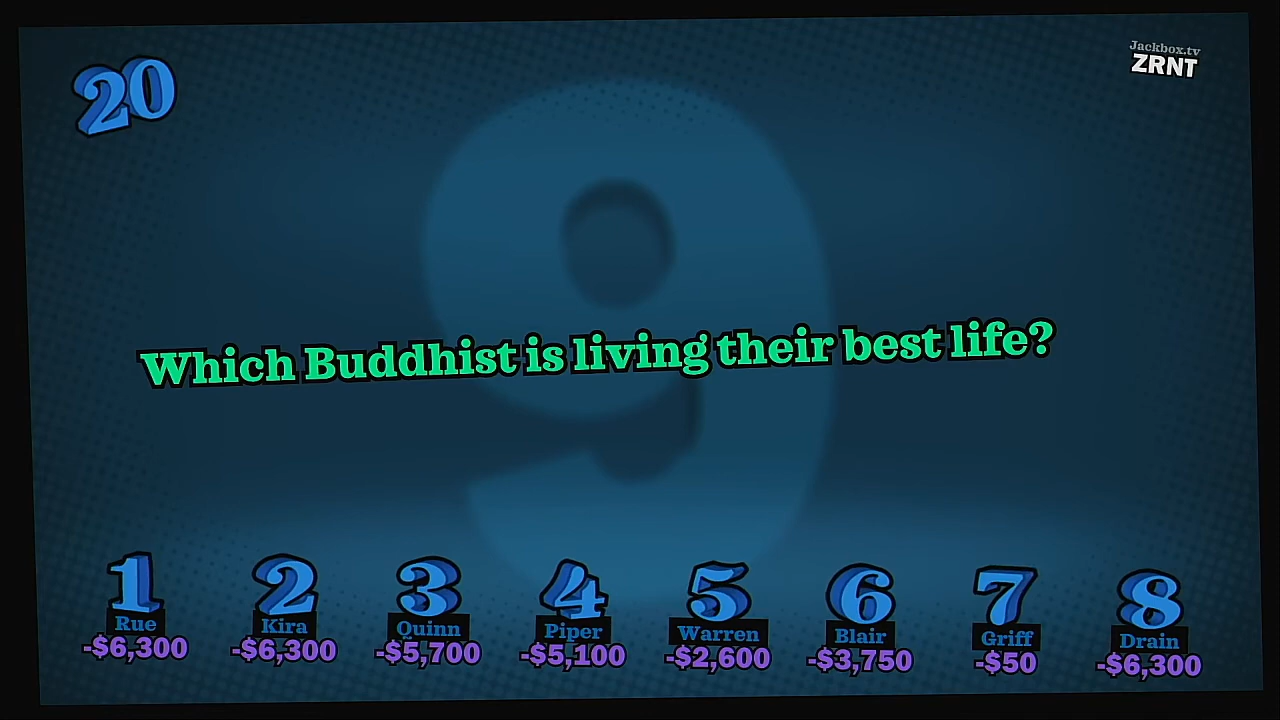 20
Jackbox.tv
ZRNT
9
Which Buddhist is living their best life?
1 2 3 4 5 6 7 8
Rue Kira Quinn Piper Warren Blair Griff Drain
-$6,300 -$6,300 -$5,700 -$5,100 -$2,600 -$3,750 -$50 -$6,300